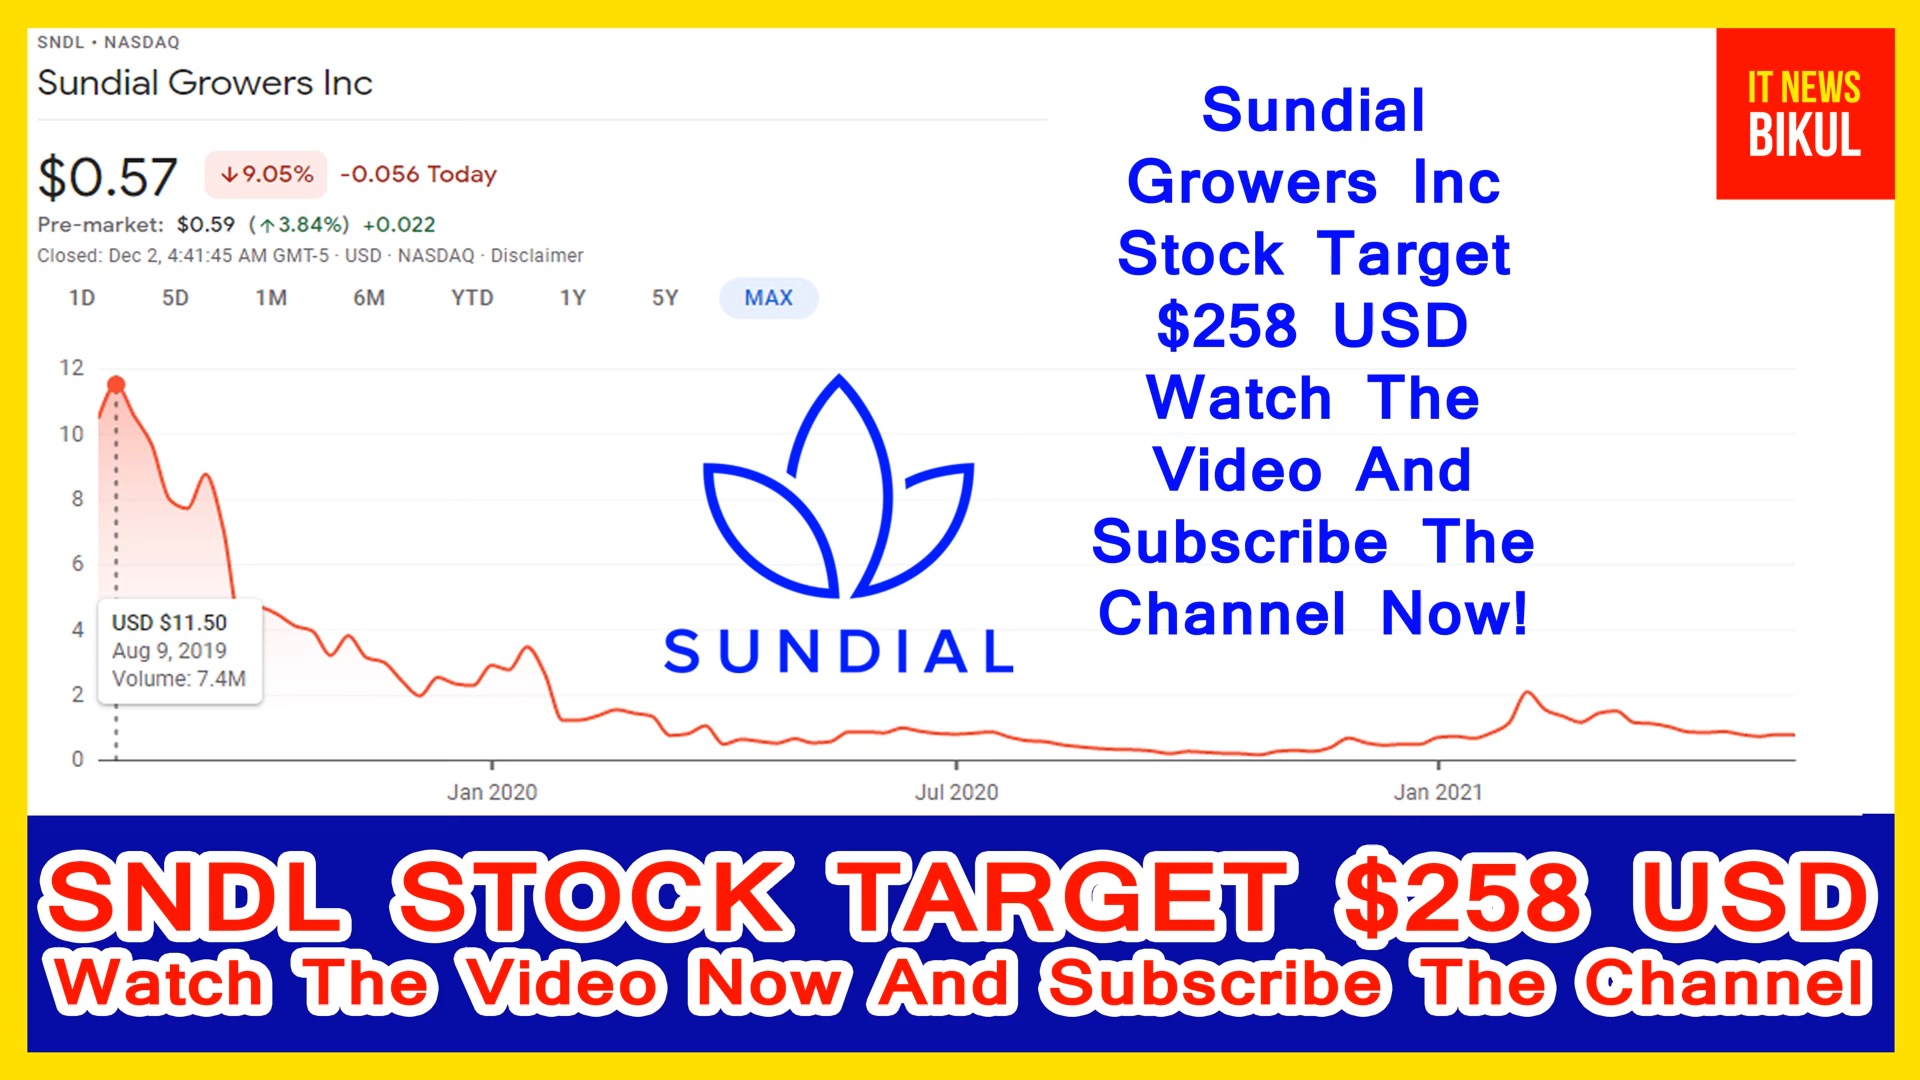 SNDL • NASDAQ
Sundial Growers Inc
$0.57 ↓9.05% -0.056 Today
Pre-market: $0.59 (↑3.84%) +0.022
Closed: Dec 2, 4:41:45 AM GMT-5 · USD · NASDAQ · Disclaimer
1D 5D 1M 6M YTD 1Y 5Y MAX
12
10
8
6
4
2
0
USD $11.50
Aug 9, 2019
Volume: 7.4M
Jan 2020 Jul 2020 Jan 2021
SUNDIAL
Sundial
Growers Inc
Stock Target
$258 USD
Watch The
Video And
Subscribe The
Channel Now!
IT NEWS
BIKUL
SNDL STOCK TARGET $258 USD
Watch The Video Now And Subscribe The Channel